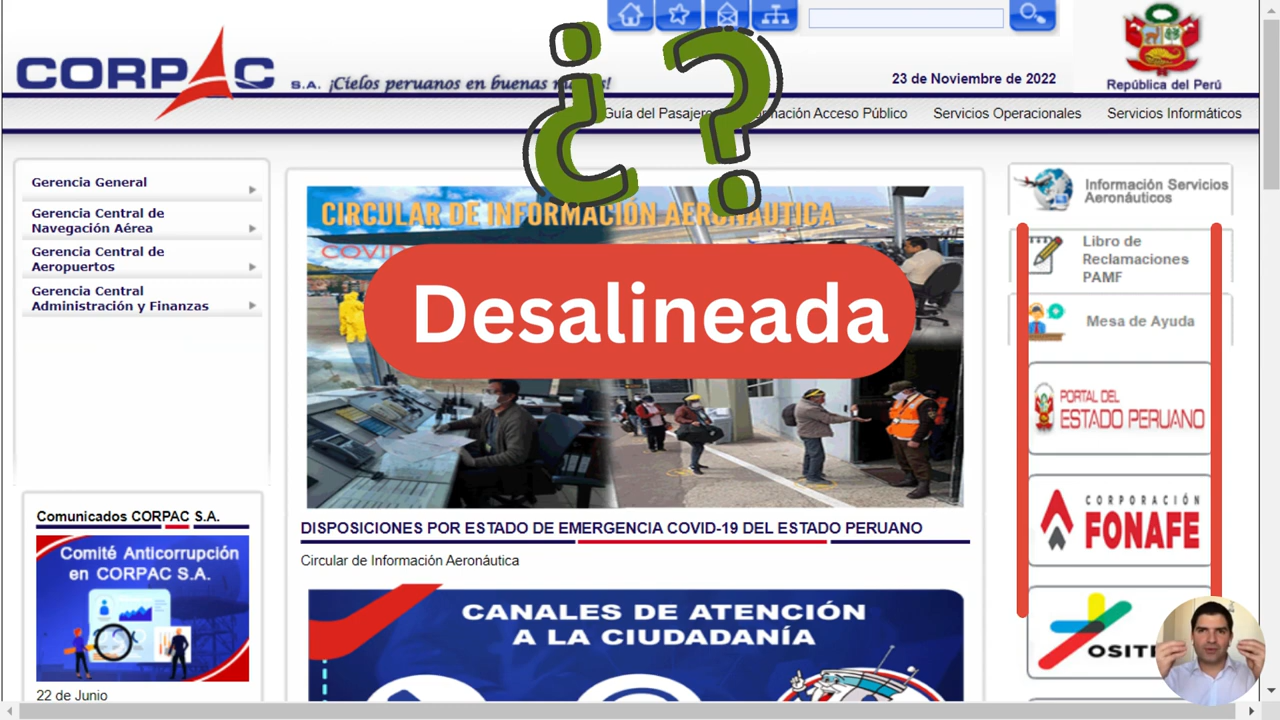 CORPAC S.A. ¡Cielos peruanos en buenas
23 de Noviembre de 2022
República del Perú
¿?
Guía del Pasajero
Acceso Público
Servicios Operacionales
Servicios Informáticos
Gerencia General
Gerencia Central de
Navegación Aérea
Gerencia Central de
Aeropuertos
Gerencia Central
Administración y Finanzas
CIRCULAR DE INFORMACIÓN AERONÁUTICA
COVID
Desalineada
DISPOSICIONES POR ESTADO DE EMERGENCIA COVID-19 DEL ESTADO PERUANO
Circular de Información Aeronáutica
CANALES DE ATENCIÓN
A LA CIUDADANÍA
Comunicados CORPAC S.A.
Comité Anticorrupción
en CORPAC S.A.
22 de Junio
Información Servicios
Aeronáuticos
Libro de
Reclamaciones
PAMF
Mesa de Ayuda
PORTAL DEL
ESTADO PERUANO
CORPORACIÓN
FONAFE